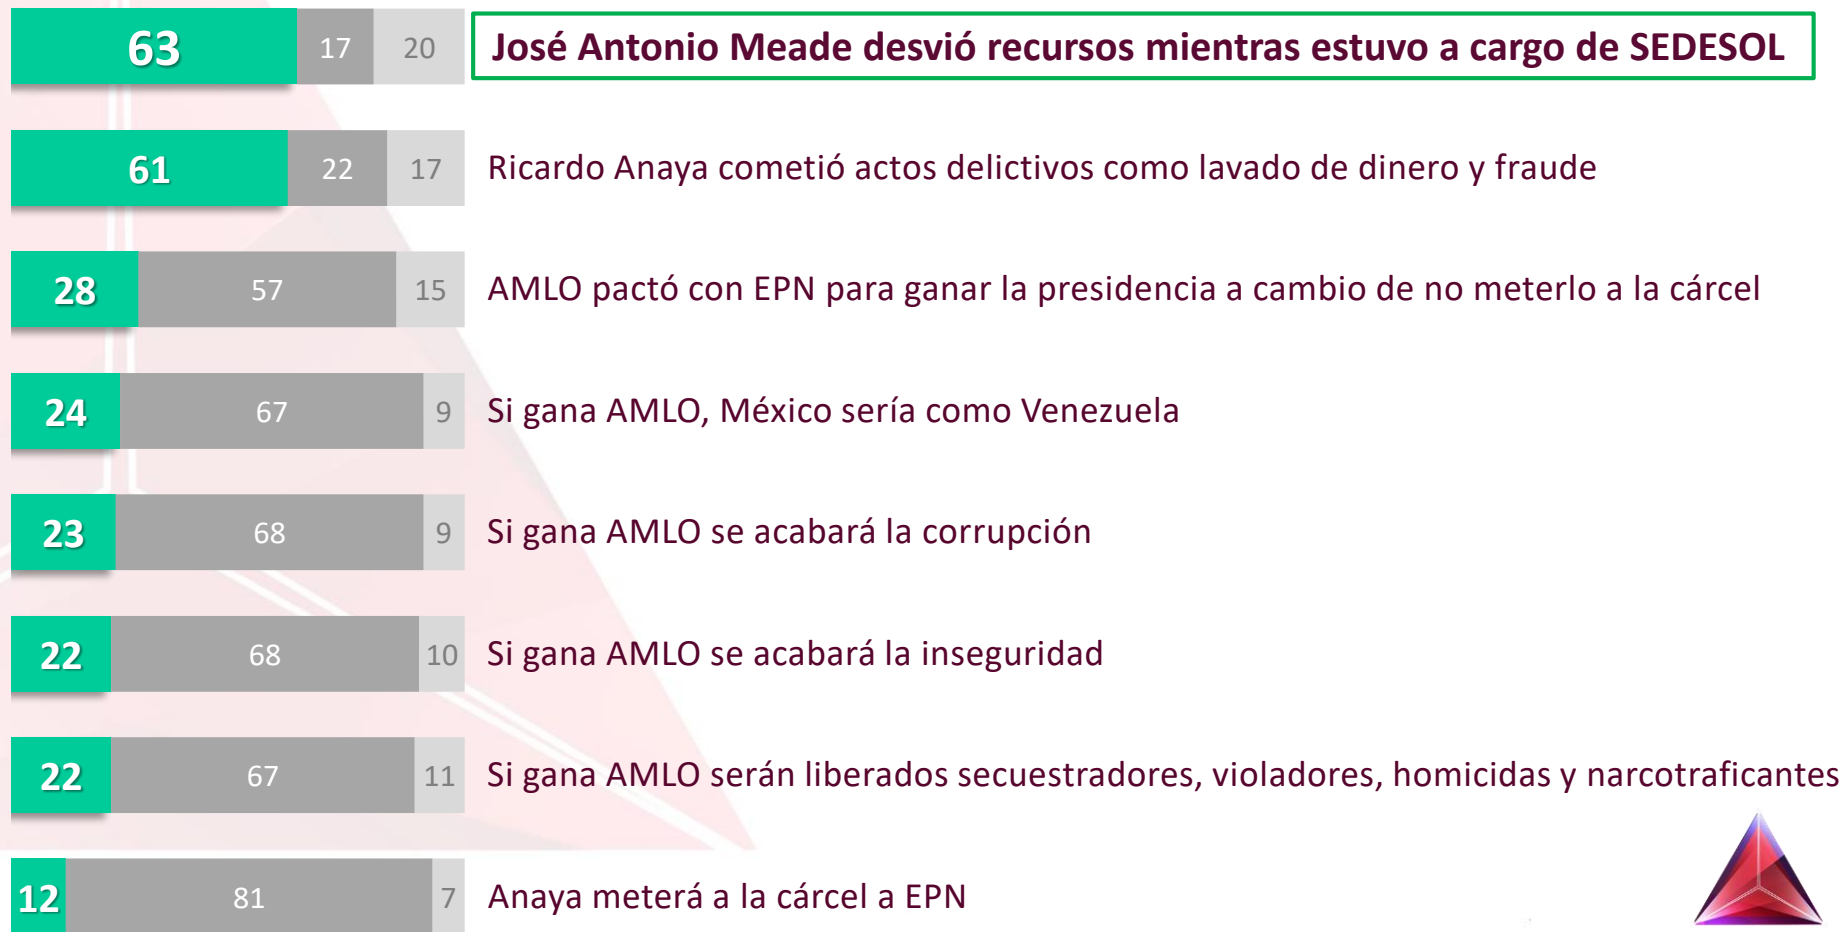 63 17 20 José Antonio Meade desvió recursos mientras estuvo a cargo de SEDESOL
61 22 17 Ricardo Anaya cometió actos delictivos como lavado de dinero y fraude
28 57 15 AMLO pactó con EPN para ganar la presidencia a cambio de no meterlo a la cárcel
24 67 9 Si gana AMLO, México sería como Venezuela
23 68 9 Si gana AMLO se acabará la corrupción
22 68 10 Si gana AMLO se acabará la inseguridad
22 67 11 Si gana AMLO serán liberados secuestradores, violadores, homicidas y narcotraficantes
12 81 7 Anaya meterá a la cárcel a EPN